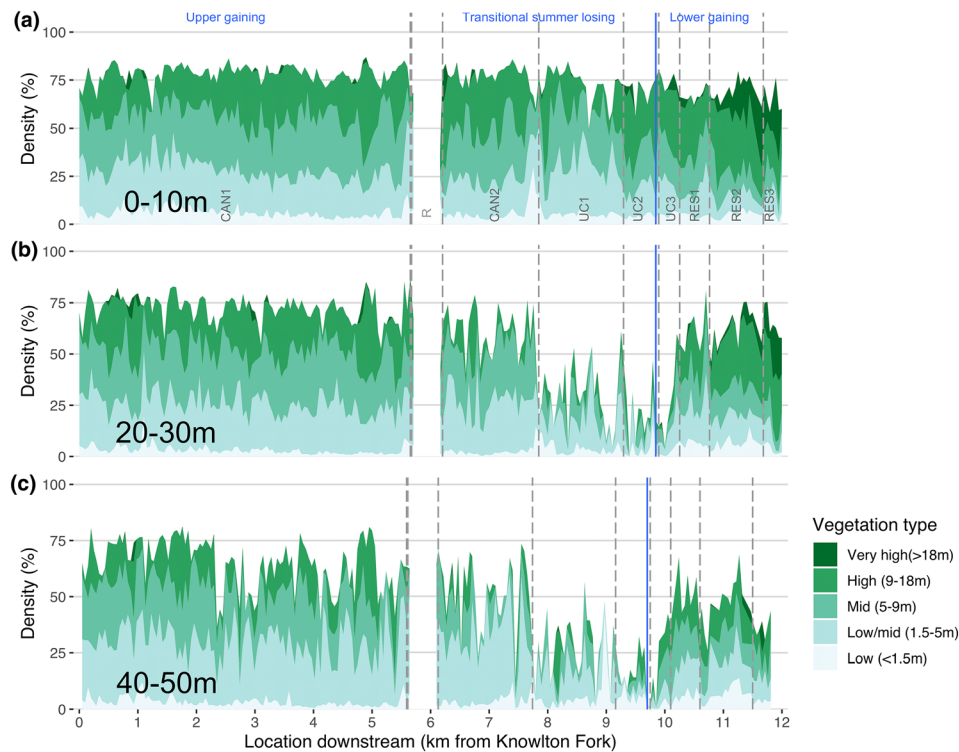 (a)
Upper gaining
Transitional summer losing
Lower gaining
Density (%)
100
75
50
25
0
0-10m
CAN1
R
CAN2
UC1
UC2
UC3
RES1
RES2
RES3
(b)
Density (%)
100
75
50
25
0
20-30m
(c)
Density (%)
100
75
50
25
0
40-50m
0 1 2 3 4 5 6 7 8 9 10 11 12
Location downstream (km from Knowlton Fork)
Vegetation type
Very high(>18m)
High (9-18m)
Mid (5-9m)
Low/mid (1.5-5m)
Low (<1.5m)